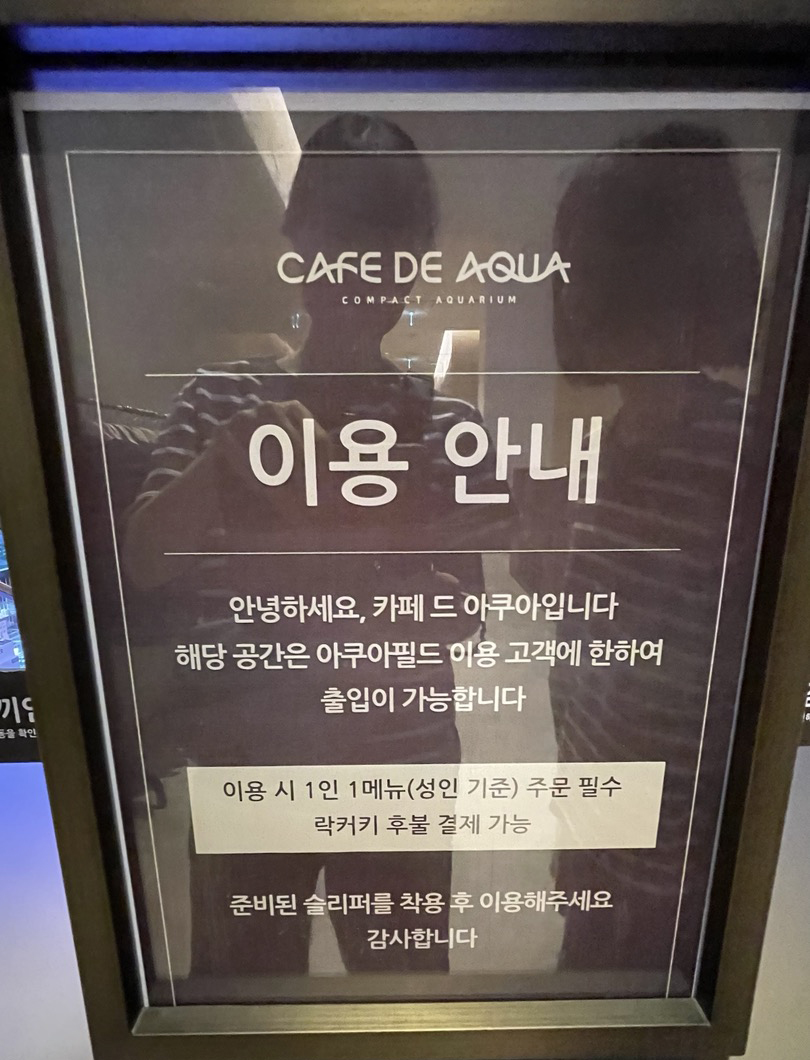 CAFE DE AQUA
COMPACT AQUARIUM
이용 안내
안녕하세요, 카페 드 아쿠아입니다
해당 공간은 아쿠아필드 이용 고객에 한하여
출입이 가능합니다
이용 시 1인 1메뉴(성인 기준) 주문 필수
락커키 후불 결제 가능
준비된 슬리퍼를 착용 후 이용해주세요
감사합니다